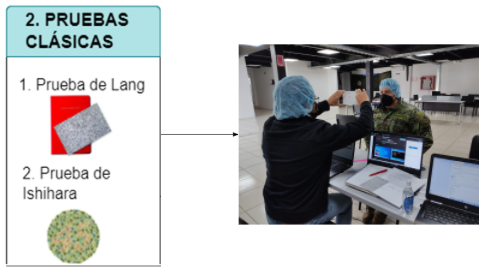 2. PRUEBAS
CLÁSICAS
1. Prueba de Lang
2. Prueba de
Ishihara